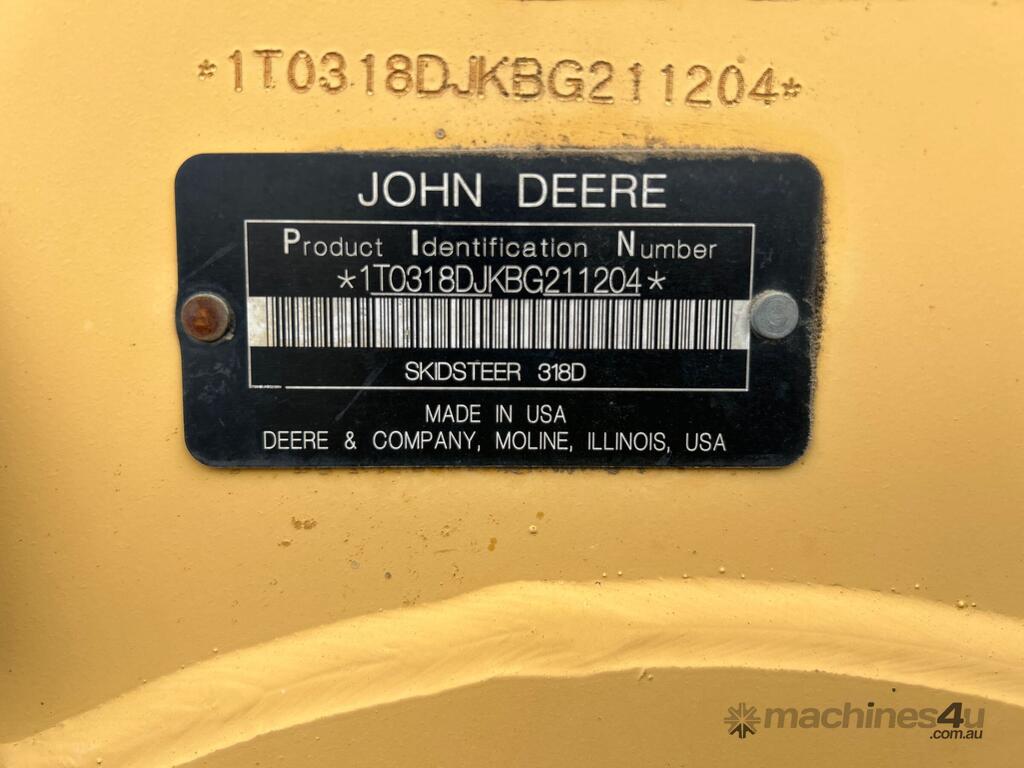 *1T0318DJKBG211204*
JOHN DEERE
Product Identification Number
*1T0318DJKBG211204*
SKIDSTEER 318D
MADE IN USA
DEERE & COMPANY, MOLINE, ILLINOIS, USA
machines4u
.com.au